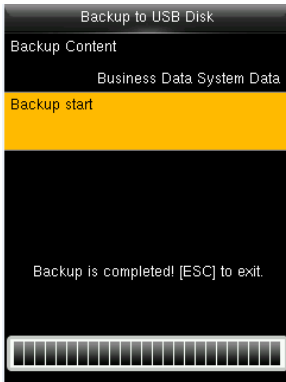 Backup to USB Disk
Backup Content
Business Data System Data
Backup start
Backup is completed! [ESC] to exit.